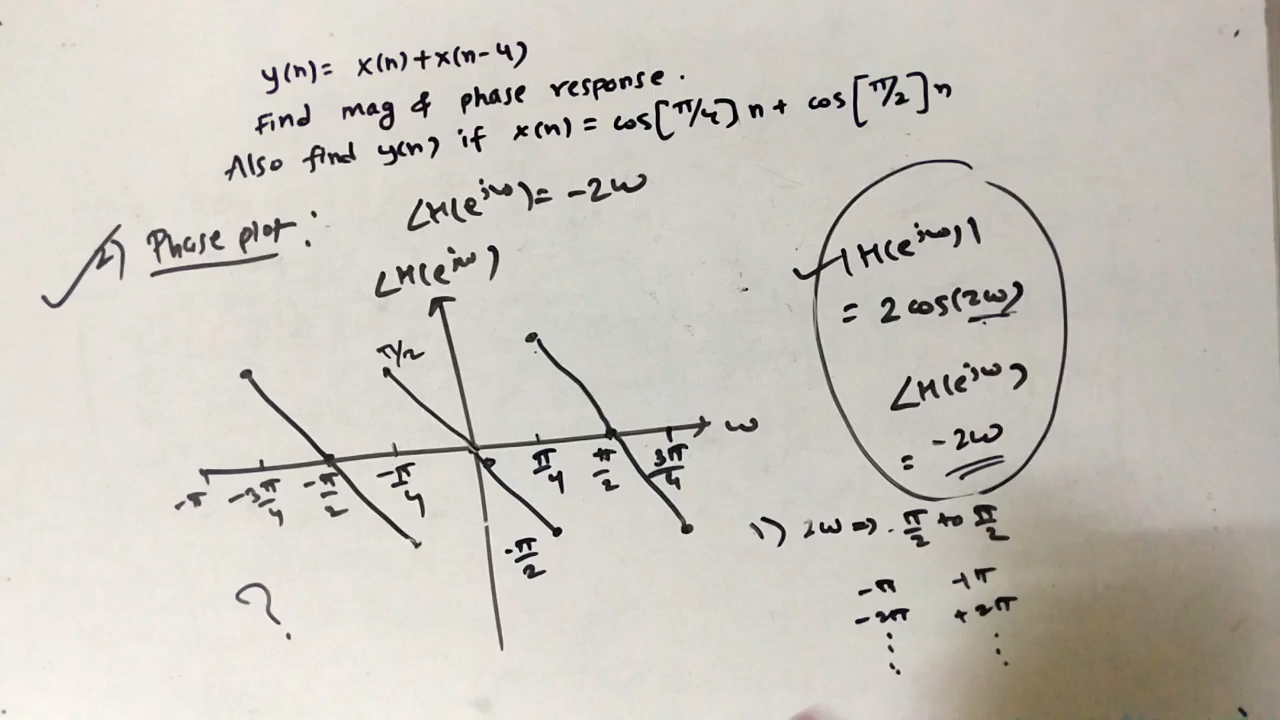 y(n) = x(n) + x(n-4)
Find mag & phase response.
Also find y(n) if x(n) = cos[π/4]n + cos[π/2]n
2) Phase plot:
∠H(e^jω) = -2ω
∠H(e^jω)
π/2
ω
-π -3π/4 -π/2 -π/4 π/4 π/2 3π/4
-π/2
?
|H(e^jω)|
= 2 cos(2ω)
∠H(e^jω)
= -2ω
1) 2ω ⇒ -π/2 to π/2
-π +π
-2π +2π
⋮ ⋮